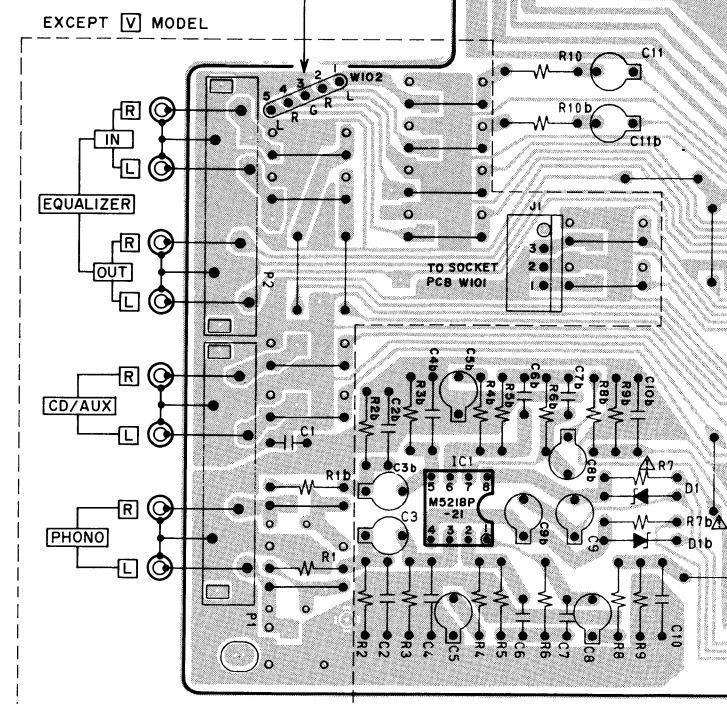 EXCEPT V MODEL
R10
C11
W102
5 4 3 2 1
L R G R L
R10b
C11b
R
IN
L
EQUALIZER
R
OUT
L
P2
J1
3
2
1
TO SOCKET
PCB W101
R
CD/AUX
L
C1
R2b
C2b
R3b
C4b
C5b
R4b
R5b
C6b
R6b
C7b
R8b
R9b
C10b
C8b
R1b
C3b
IC1
5 6 7 8
M5218P
-21
4 3 2 1
R7
D1
R7b
D1b
C3
C9b
C9
R
PHONO
L
R1
P1
R2
C2
R3
C4
C5
R4
R5
C6
R6
C7
C8
R8
R9
C10